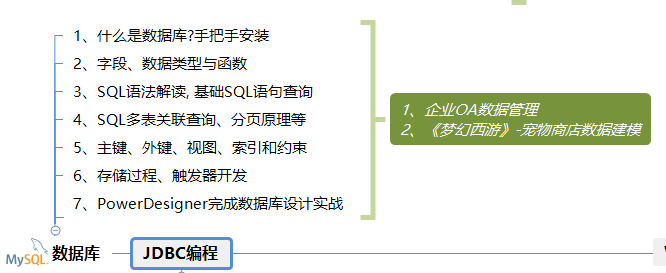 1、什么是数据库?手把手安装
2、字段、数据类型与函数
3、SQL语法解读, 基础SQL语句查询
4、SQL多表关联查询、分页原理等
5、主键、外键、视图、索引和约束
6、存储过程、触发器开发
7、PowerDesigner完成数据库设计实战
1、企业OA数据管理
2、《梦幻西游》-宠物商店数据建模
MySQL 数据库
JDBC编程